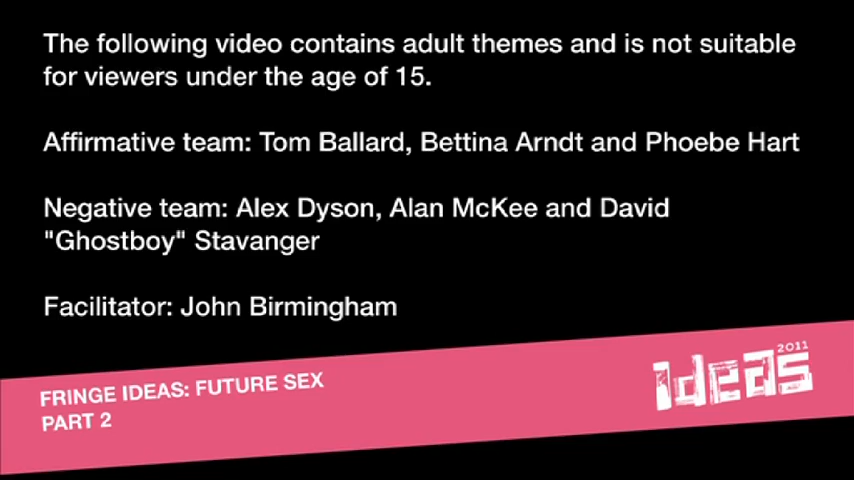 The following video contains adult themes and is not suitable
for viewers under the age of 15.
Affirmative team: Tom Ballard, Bettina Arndt and Phoebe Hart
Negative team: Alex Dyson, Alan McKee and David
"Ghostboy" Stavanger
Facilitator: John Birmingham
FRINGE IDEAS: FUTURE SEX
PART 2
2011
Ideas